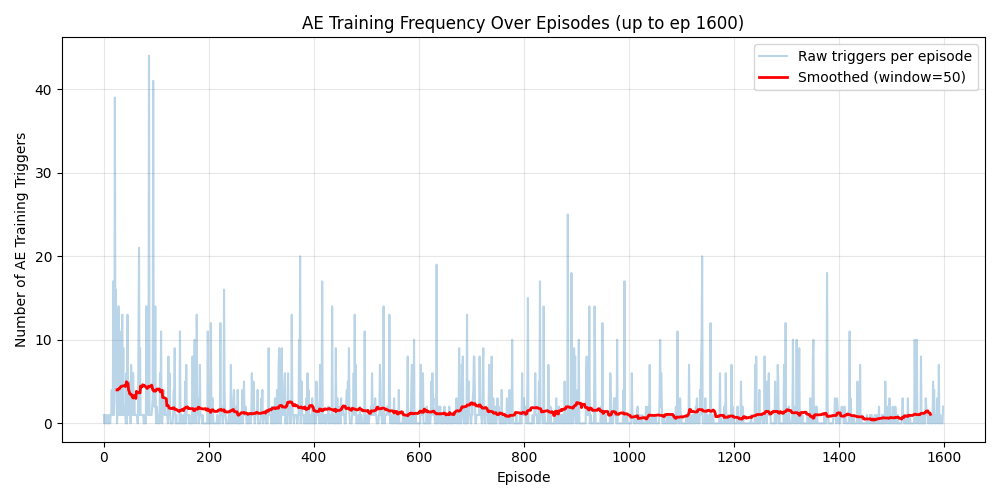 AE Training Frequency Over Episodes (up to ep 1600)
Raw triggers per episode
Smoothed (window=50)
Number of AE Training Triggers
40
30
20
10
0
0 200 400 600 800 1000 1200 1400 1600
Episode